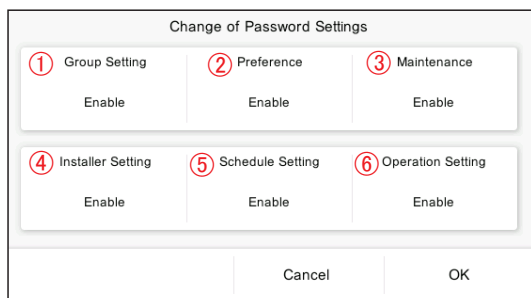 Change of Password Settings
① Group Setting ② Preference ③ Maintenance
Enable Enable Enable
④ Installer Setting ⑤ Schedule Setting ⑥ Operation Setting
Enable Enable Enable
Cancel OK